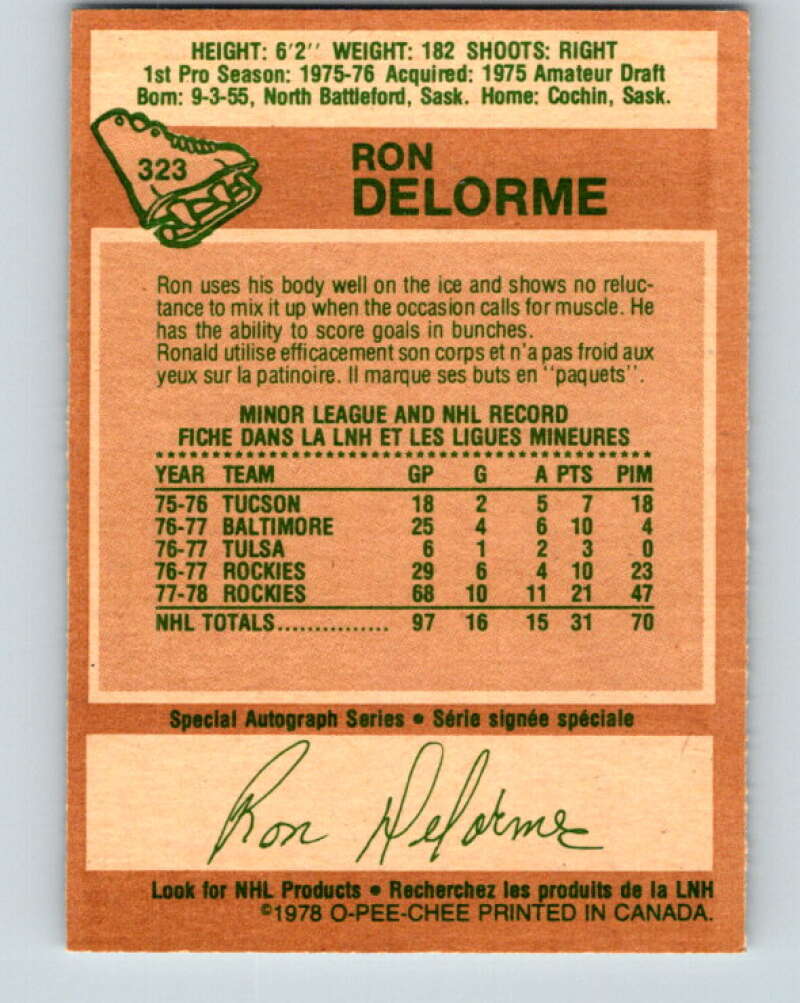 HEIGHT: 6'2'' WEIGHT: 182 SHOOTS: RIGHT
1st Pro Season: 1975-76 Acquired: 1975 Amateur Draft
Born: 9-3-55, North Battleford, Sask. Home: Cochin, Sask.
323
RON
DELORME
Ron uses his body well on the ice and shows no reluc-
tance to mix it up when the occasion calls for muscle. He
has the ability to score goals in bunches.
Ronald utilise efficacement son corps et n'a pas froid aux
yeux sur la patinoire. Il marque ses buts en "paquets".
MINOR LEAGUE AND NHL RECORD
FICHE DANS LA LNH ET LES LIGUES MINEURES
YEAR TEAM GP G A PTS PIM
75-76 TUCSON 18 2 5 7 18
76-77 BALTIMORE 25 4 6 10 4
76-77 TULSA 6 1 2 3 0
76-77 ROCKIES 29 6 4 10 23
77-78 ROCKIES 68 10 11 21 47
NHL TOTALS............... 97 16 15 31 70
Special Autograph Series • Série signée spéciale
Ron Delorme
Look for NHL Products • Recherchez les produits de la LNH
©1978 O-PEE-CHEE PRINTED IN CANADA.